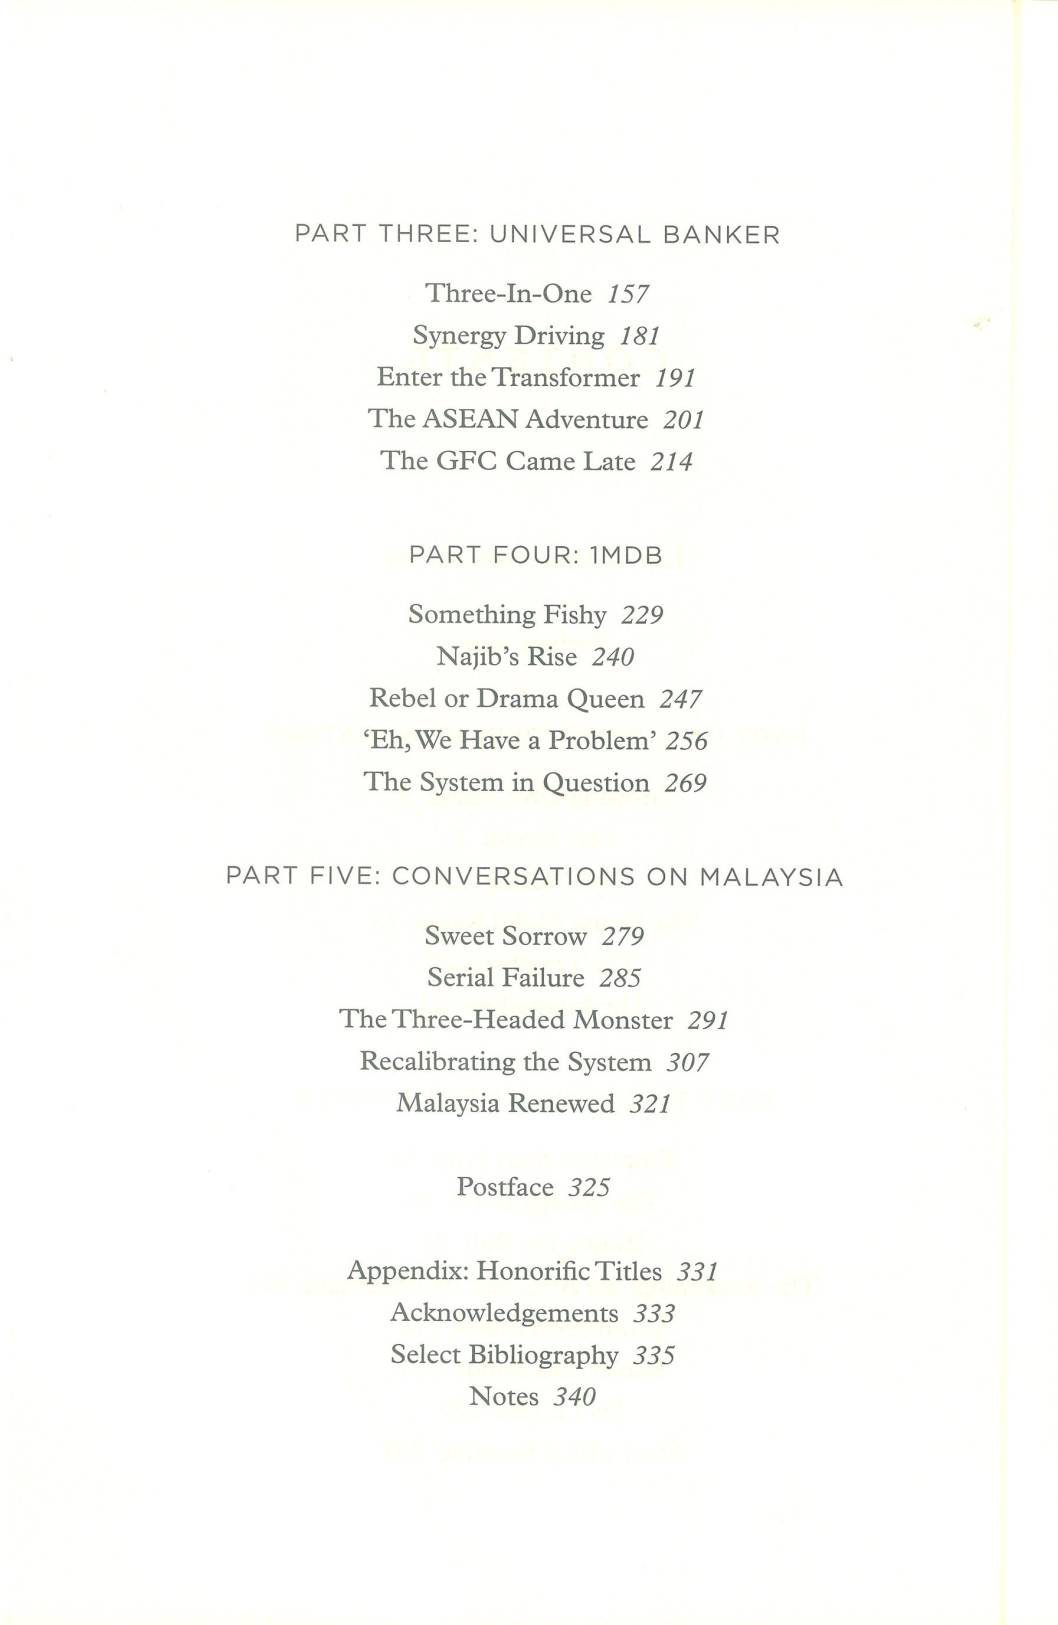 PART THREE: UNIVERSAL BANKER
Three-In-One 157
Synergy Driving 181
Enter the Transformer 191
The ASEAN Adventure 201
The GFC Came Late 214
PART FOUR: 1MDB
Something Fishy 229
Najib's Rise 240
Rebel or Drama Queen 247
‘Eh, We Have a Problem’ 256
The System in Question 269
PART FIVE: CONVERSATIONS ON MALAYSIA
Sweet Sorrow 279
Serial Failure 285
The Three-Headed Monster 291
Recalibrating the System 307
Malaysia Renewed 321
Postface 325
Appendix: Honorific Titles 331
Acknowledgements 333
Select Bibliography 335
Notes 340